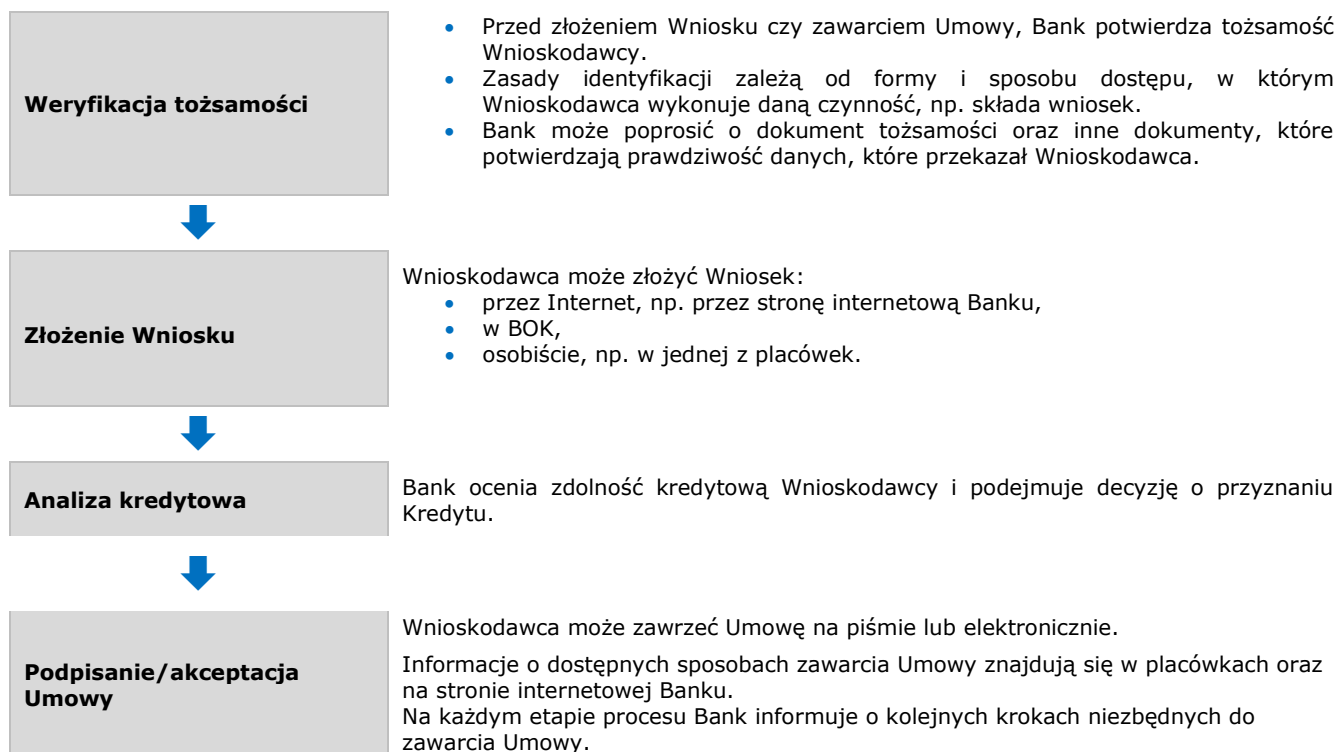 Weryfikacja tożsamości
• Przed złożeniem Wniosku czy zawarciem Umowy, Bank potwierdza tożsamość
Wnioskodawcy.
• Zasady identyfikacji zależą od formy i sposobu dostępu, w którym
Wnioskodawca wykonuje daną czynność, np. składa wniosek.
• Bank może poprosić o dokument tożsamości oraz inne dokumenty, które
potwierdzają prawdziwość danych, które przekazał Wnioskodawca.
Złożenie Wniosku
Wnioskodawca może złożyć Wniosek:
• przez Internet, np. przez stronę internetową Banku,
• w BOK,
• osobiście, np. w jednej z placówek.
Analiza kredytowa
Bank ocenia zdolność kredytową Wnioskodawcy i podejmuje decyzję o przyznaniu
Kredytu.
Podpisanie/akceptacja
Umowy
Wnioskodawca może zawrzeć Umowę na piśmie lub elektronicznie.
Informacje o dostępnych sposobach zawarcia Umowy znajdują się w placówkach oraz
na stronie internetowej Banku.
Na każdym etapie procesu Bank informuje o kolejnych krokach niezbędnych do
zawarcia Umowy.